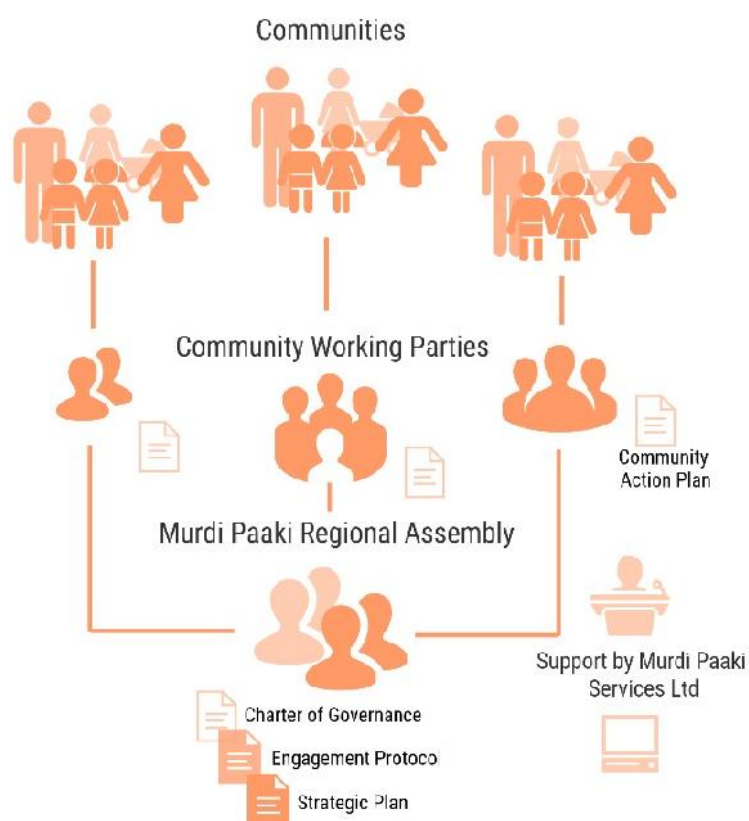 Communities
Community Working Parties
Community
Action Plan
Murdi Paaki Regional Assembly
Support by Murdi Paaki
Services Ltd
Charter of Governance
Engagement Protocol
Strategic Plan